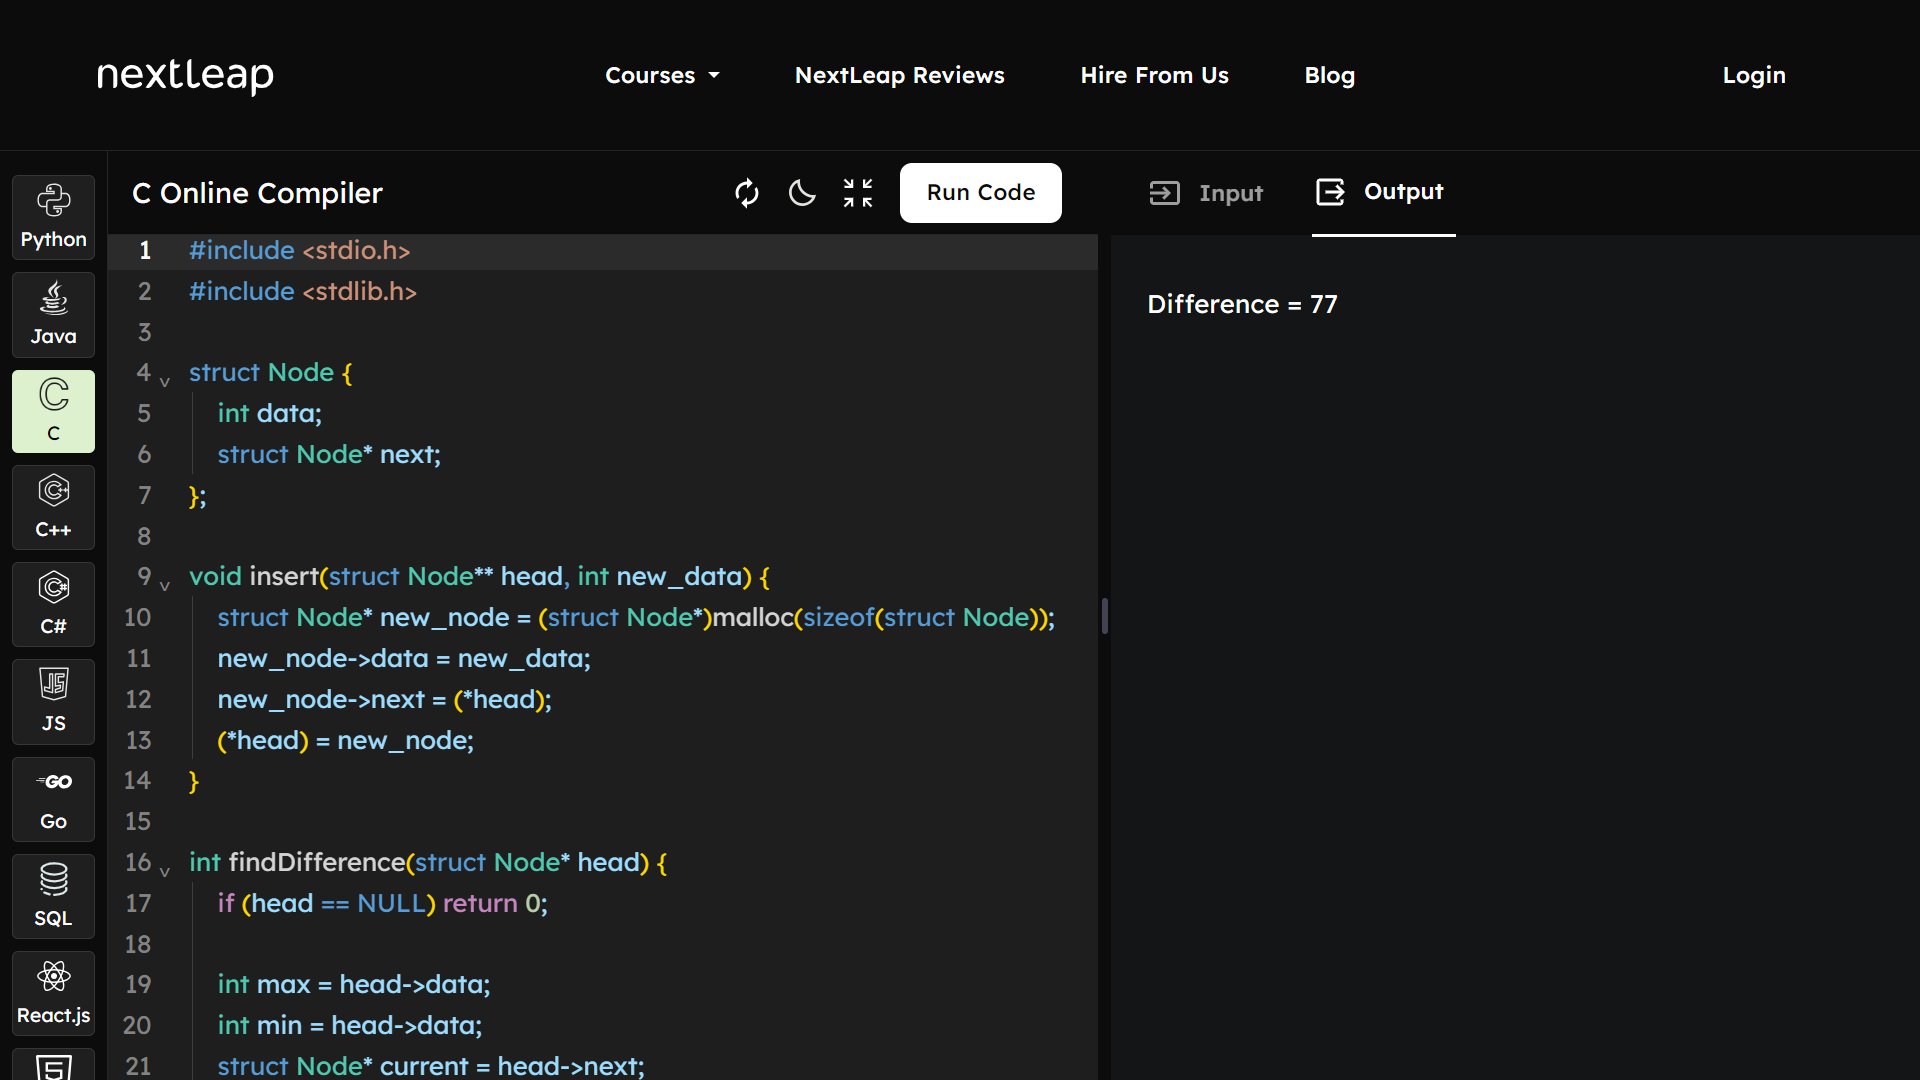 nextleap
Courses
NextLeap Reviews
Hire From Us
Blog
Login
Python
Java
C
C++
C#
JS
Go
SQL
React.js
C Online Compiler
Run Code
1 #include <stdio.h>
2 #include <stdlib.h>
3
4 struct Node {
5 int data;
6 struct Node* next;
7 };
8
9 void insert(struct Node** head, int new_data) {
10 struct Node* new_node = (struct Node*)malloc(sizeof(struct Node));
11 new_node->data = new_data;
12 new_node->next = (*head);
13 (*head) = new_node;
14 }
15
16 int findDifference(struct Node* head) {
17 if (head == NULL) return 0;
18
19 int max = head->data;
20 int min = head->data;
21 struct Node* current = head->next;
Input
Output
Difference = 77